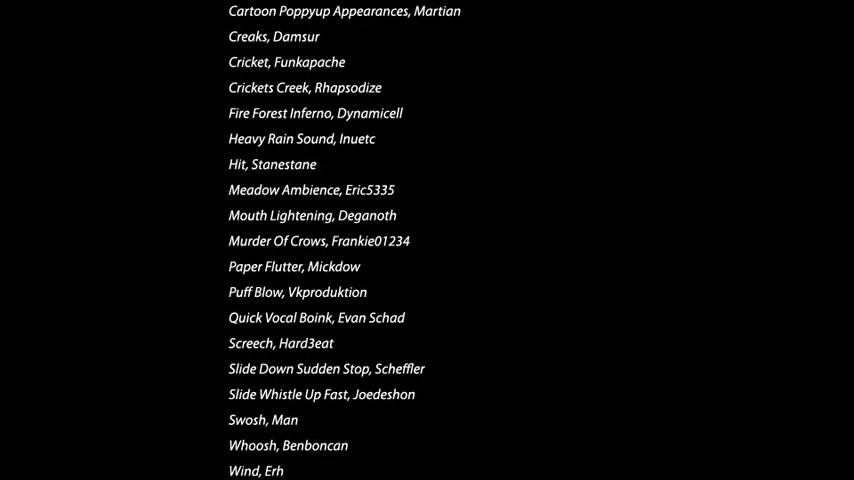 Cartoon Poppyup Appearances, Martian
Creaks, Damsur
Cricket, Funkapache
Crickets Creek, Rhapsodize
Fire Forest Inferno, Dynamicell
Heavy Rain Sound, Inuetc
Hit, Stanestane
Meadow Ambience, Eric5335
Mouth Lightening, Deganoth
Murder Of Crows, Frankie01234
Paper Flutter, Mickdow
Puff Blow, Vkproduktion
Quick Vocal Boink, Evan Schad
Screech, Hard3eat
Slide Down Sudden Stop, Scheffler
Slide Whistle Up Fast, Joedeshon
Swosh, Man
Whoosh, Benboncan
Wind, Erh